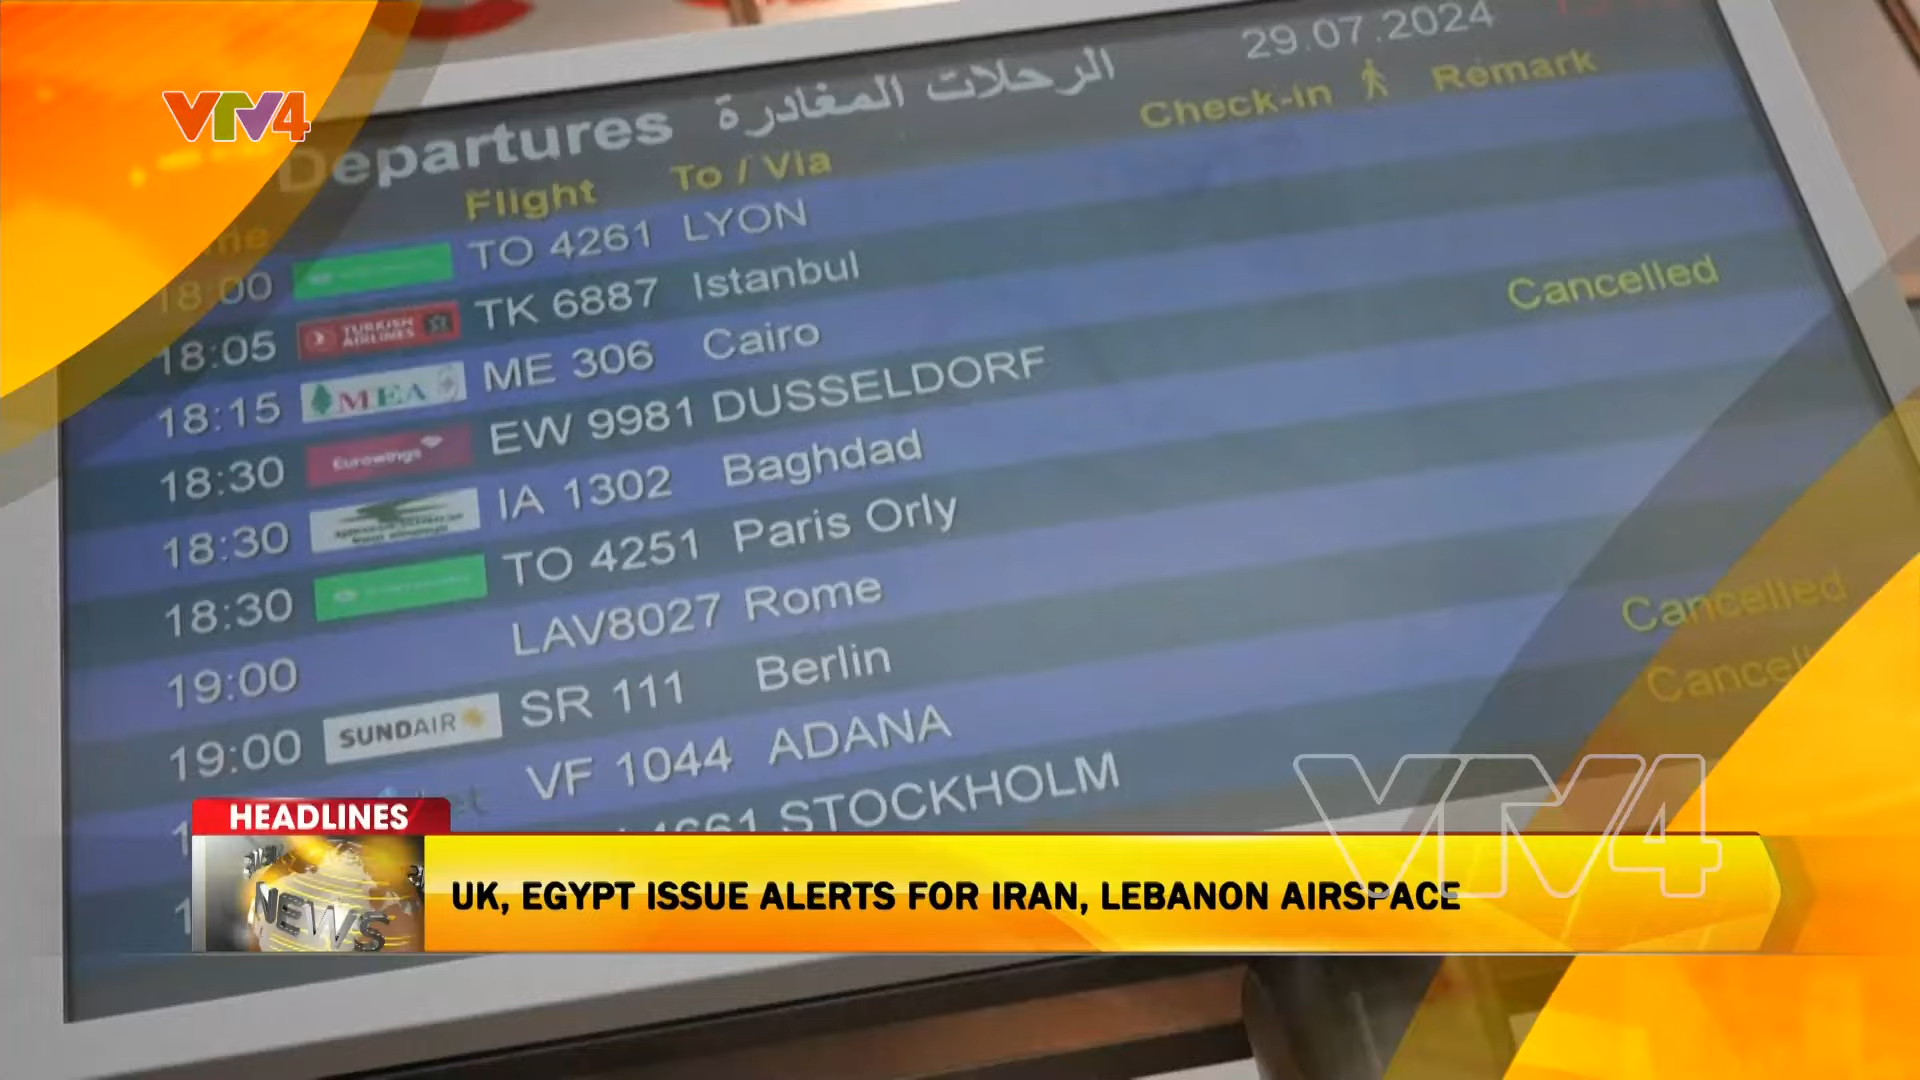 VTV4
Departures الرحلات المغادرة 29.07.2024
Flight To / Via Check-in Remark
18:00 TO 4261 LYON
18:05 TURKISH AIRLINES TK 6887 Istanbul
18:15 MEA ME 306 Cairo
18:30 Eurowings EW 9981 DUSSELDORF Cancelled
18:30 IA 1302 Baghdad
18:30 TO 4251 Paris Orly
19:00 LAV8027 Rome
19:00 SUNDAIR SR 111 Berlin
VF 1044 ADANA Cancelled
STOCKHOLM
VTV4
HEADLINES
NEWS
UK, EGYPT ISSUE ALERTS FOR IRAN, LEBANON AIRSPACE